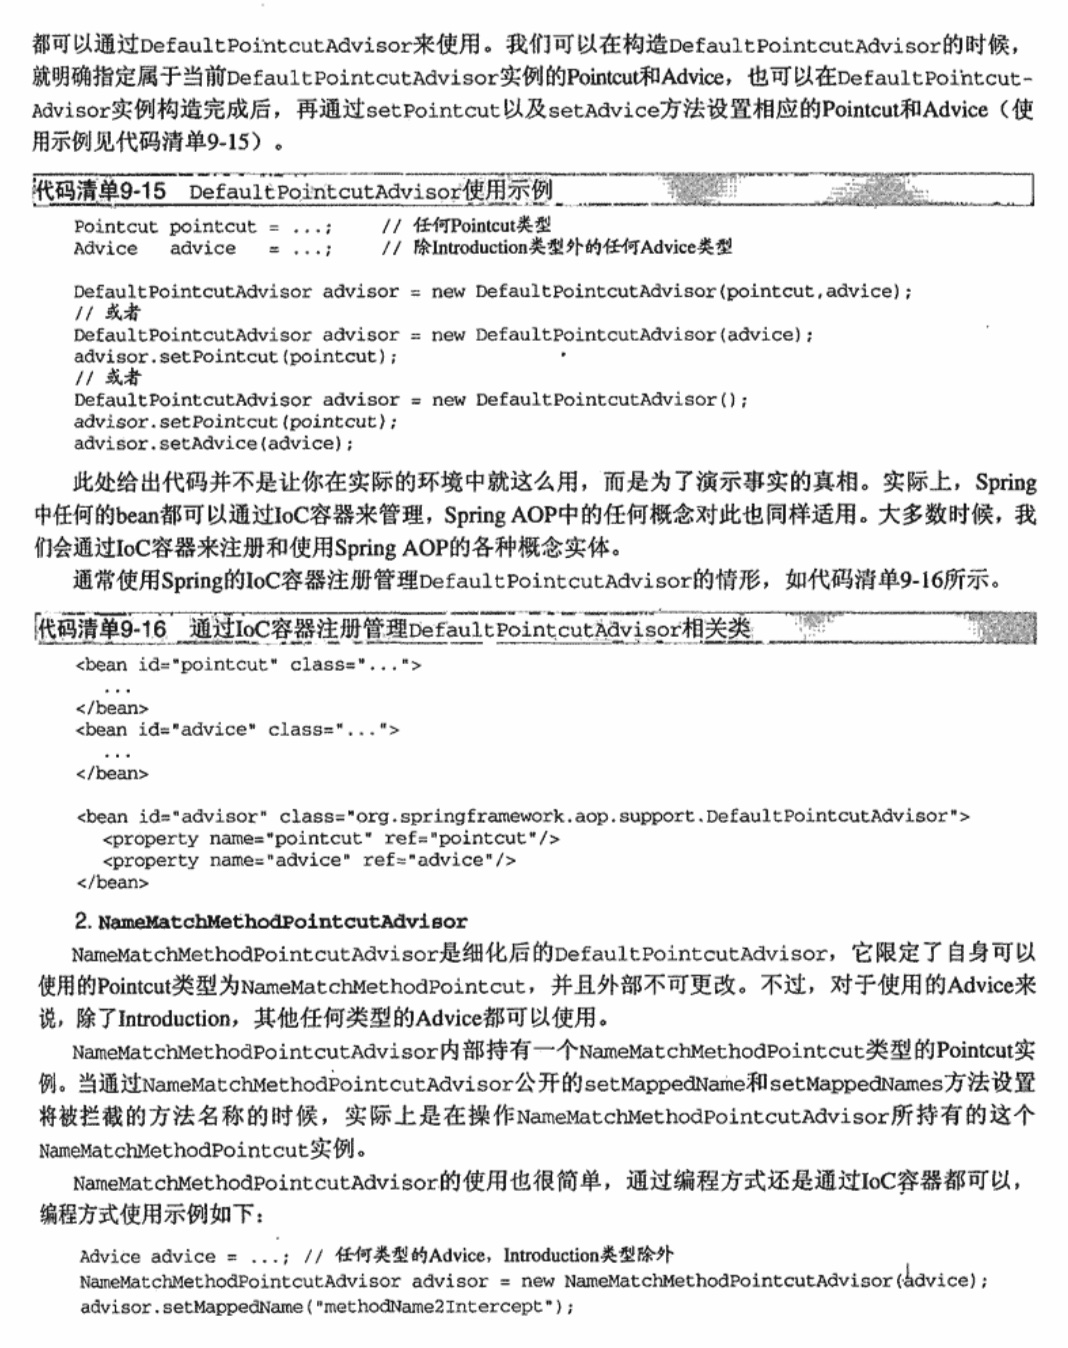 都可以通过DefaultPointcutAdvisor来使用。我们可以在构造DefaultPointcutAdvisor的时候，
就明确指定属于当前DefaultPointcutAdvisor实例的Pointcut和Advice，也可以在DefaultPointcut-
Advisor实例构造完成后，再通过setPointcut以及setAdvice方法设置相应的Pointcut和Advice（使
用示例见代码清单9-15）。
代码清单9-15 DefaultPointcutAdvisor使用示例
Pointcut pointcut = ...; // 任何Pointcut类型
Advice advice = ...; // 除Introduction类型外的任何Advice类型
DefaultPointcutAdvisor advisor = new DefaultPointcutAdvisor(pointcut,advice);
// 或者
DefaultPointcutAdvisor advisor = new DefaultPointcutAdvisor(advice);
advisor.setPointcut(pointcut);
// 或者
DefaultPointcutAdvisor advisor = new DefaultPointcutAdvisor();
advisor.setPointcut(pointcut);
advisor.setAdvice(advice);
此处给出代码并不是让你在实际的环境中就这么用，而是为了演示事实的真相。实际上，Spring
中任何的bean都可以通过IoC容器来管理，Spring AOP中的任何概念对此也同样适用。大多数时候，我
们会通过IoC容器来注册和使用Spring AOP的各种概念实体。
通常使用Spring的IoC容器注册管理DefaultPointcutAdvisor的情形，如代码清单9-16所示。
代码清单9-16 通过IoC容器注册管理DefaultPointcutAdvisor相关类
<bean id="pointcut" class="...">
...
</bean>
<bean id="advice" class="...">
...
</bean>
<bean id="advisor" class="org.springframework.aop.support.DefaultPointcutAdvisor">
<property name="pointcut" ref="pointcut"/>
<property name="advice" ref="advice"/>
</bean>
2. NameMatchMethodPointcutAdvisor
NameMatchMethodPointcutAdvisor是细化后的DefaultPointcutAdvisor，它限定了自身可以
使用的Pointcut类型为NameMatchMethodPointcut，并且外部不可更改。不过，对于使用的Advice来
说，除了Introduction，其他任何类型的Advice都可以使用。
NameMatchMethodPointcutAdvisor内部持有一个NameMatchMethodPointcut类型的Pointcut实
例。当通过NameMatchMethodPointcutAdvisor公开的setMappedName和setMappedNames方法设置
将被拦截的方法名称的时候，实际上是在操作NameMatchMethodPointcutAdvisor所持有的这个
NameMatchMethodPointcut实例。
NameMatchMethodPointcutAdvisor的使用也很简单，通过编程方式还是通过IoC容器都可以，
编程方式使用示例如下：
Advice advice = ...; // 任何类型的Advice，Introduction类型除外
NameMatchMethodPointcutAdvisor advisor = new NameMatchMethodPointcutAdvisor(advice);
advisor.setMappedName("methodName2Intercept");